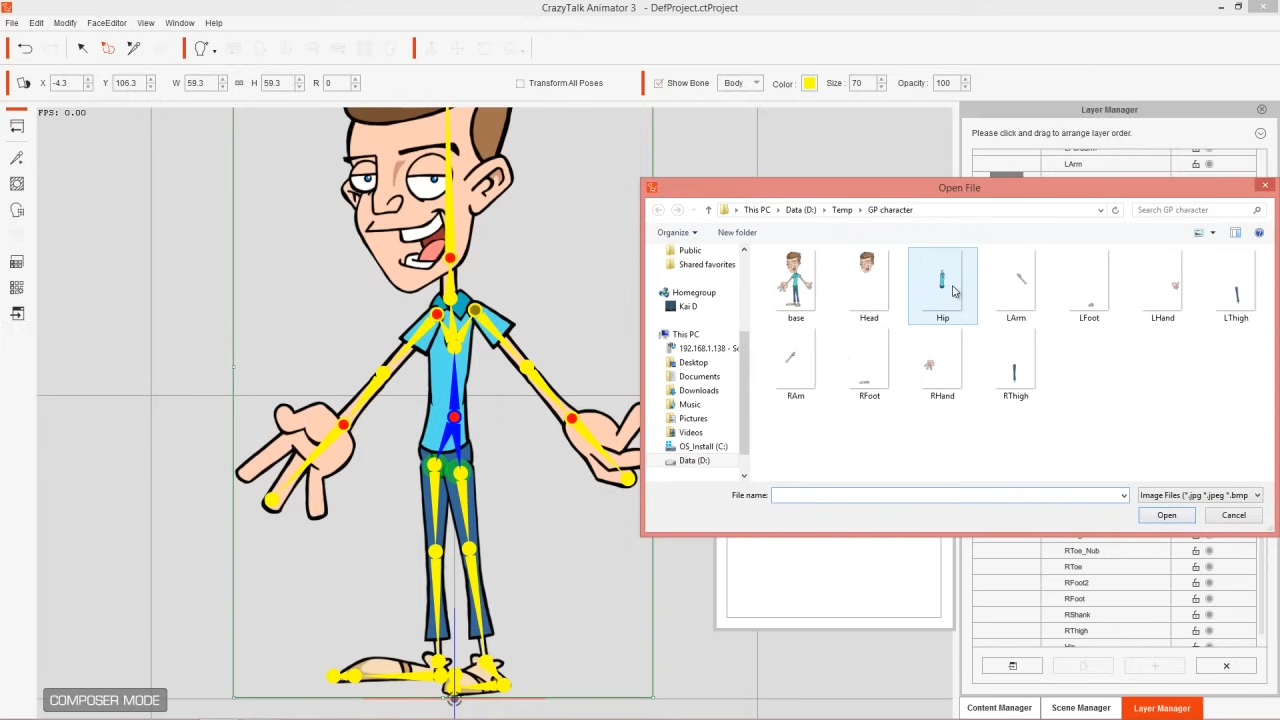 CrazyTalk Animator 3 - DefProject.ctProject
File Edit Modify FaceEditor View Window Help
X -4.3 Y 106.3 W 59.3 H 59.3 R 0 Transform All Poses Show Bone Body Color: Size: 70 Opacity: 100
FPS: 0.00
Layer Manager
Please click and drag to arrange layer order.
LArm
Open File
This PC Data (D:) Temp GP character Search GP character
Organize New folder
Public
Shared favorites
Homegroup
Kai D
This PC
192.168.1.138 - Sc
Desktop
Documents
Downloads
Music
Pictures
Videos
OS_Install (C:)
Data (D:)
base Head Hip LArm LFoot LHand LThigh
RAm RFoot RHand RThigh
File name: Image Files (*.jpg *.jpeg *.bmp
Open Cancel
RToe_Nub
RToe
RFoot2
RFoot
RShank
RThigh
COMPOSER MODE
Content Manager Scene Manager Layer Manager